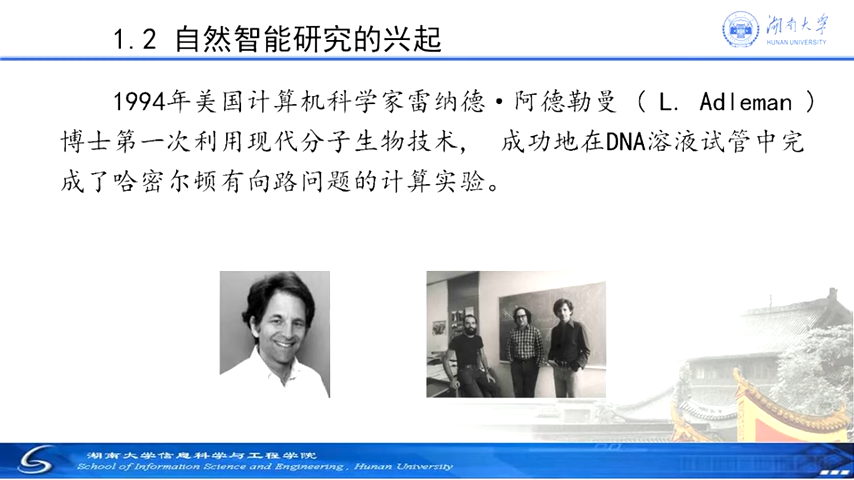 1.2 自然智能研究的兴起
湖南大学
HUNAN UNIVERSITY
1994年美国计算机科学家雷纳德·阿德勒曼（ L. Adleman ）
博士第一次利用现代分子生物技术， 成功地在DNA溶液试管中完
成了哈密尔顿有向路问题的计算实验。
湖南大学信息科学与工程学院
School of Information Science and Engineering , Hunan University